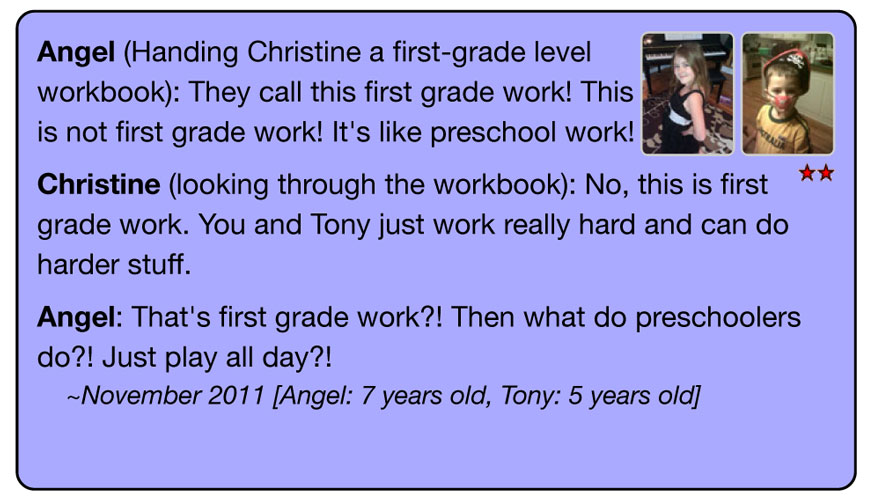 Angel (Handing Christine a first-grade level
workbook): They call this first grade work! This
is not first grade work! It's like preschool work!
Christine (looking through the workbook): No, this is first
grade work. You and Tony just work really hard and can do
harder stuff.
Angel: That's first grade work?! Then what do preschoolers
do?! Just play all day?!
~November 2011 [Angel: 7 years old, Tony: 5 years old]